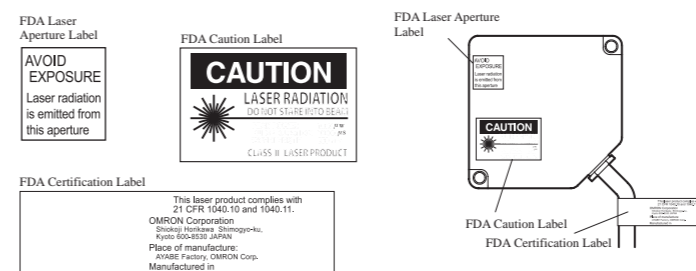 FDA Laser
Aperture Label
AVOID
EXPOSURE
Laser radiation
is emitted from
this aperture
FDA Caution Label
CAUTION
LASER RADIATION
DO NOT STARE INTO BEAM
CLASS II LASER PRODUCT
FDA Certification Label
This laser product complies with
21 CFR 1040.10 and 1040.11.
OMRON Corporation
Shiokoji Horikawa Shimogyo-ku,
Kyoto 600-8530 JAPAN
Place of manufacture:
AYABE Factory, OMRON Corp.
Manufactured in
FDA Laser Aperture
Label
AVOID
EXPOSURE
Laser radiation
is emitted from
this aperture
CAUTION
FDA Caution Label
FDA Certification Label